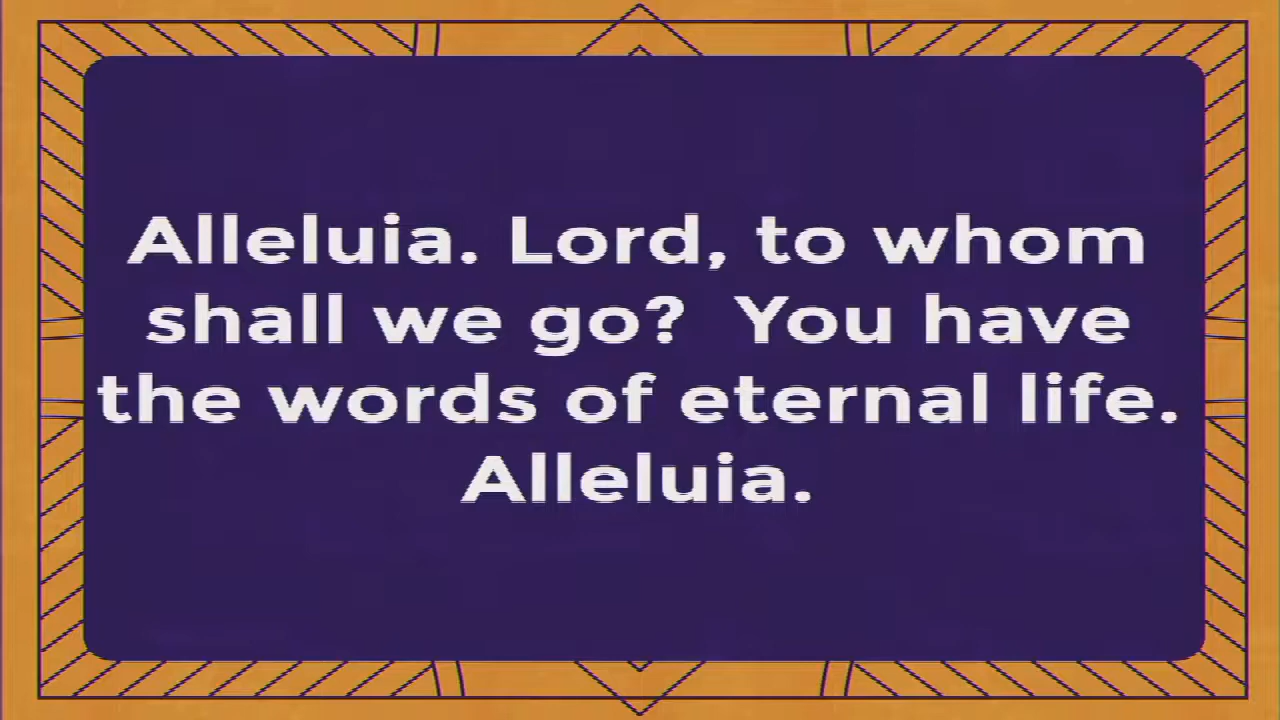 Alleluia. Lord, to whom
shall we go?  You have
the words of eternal life.
Alleluia.